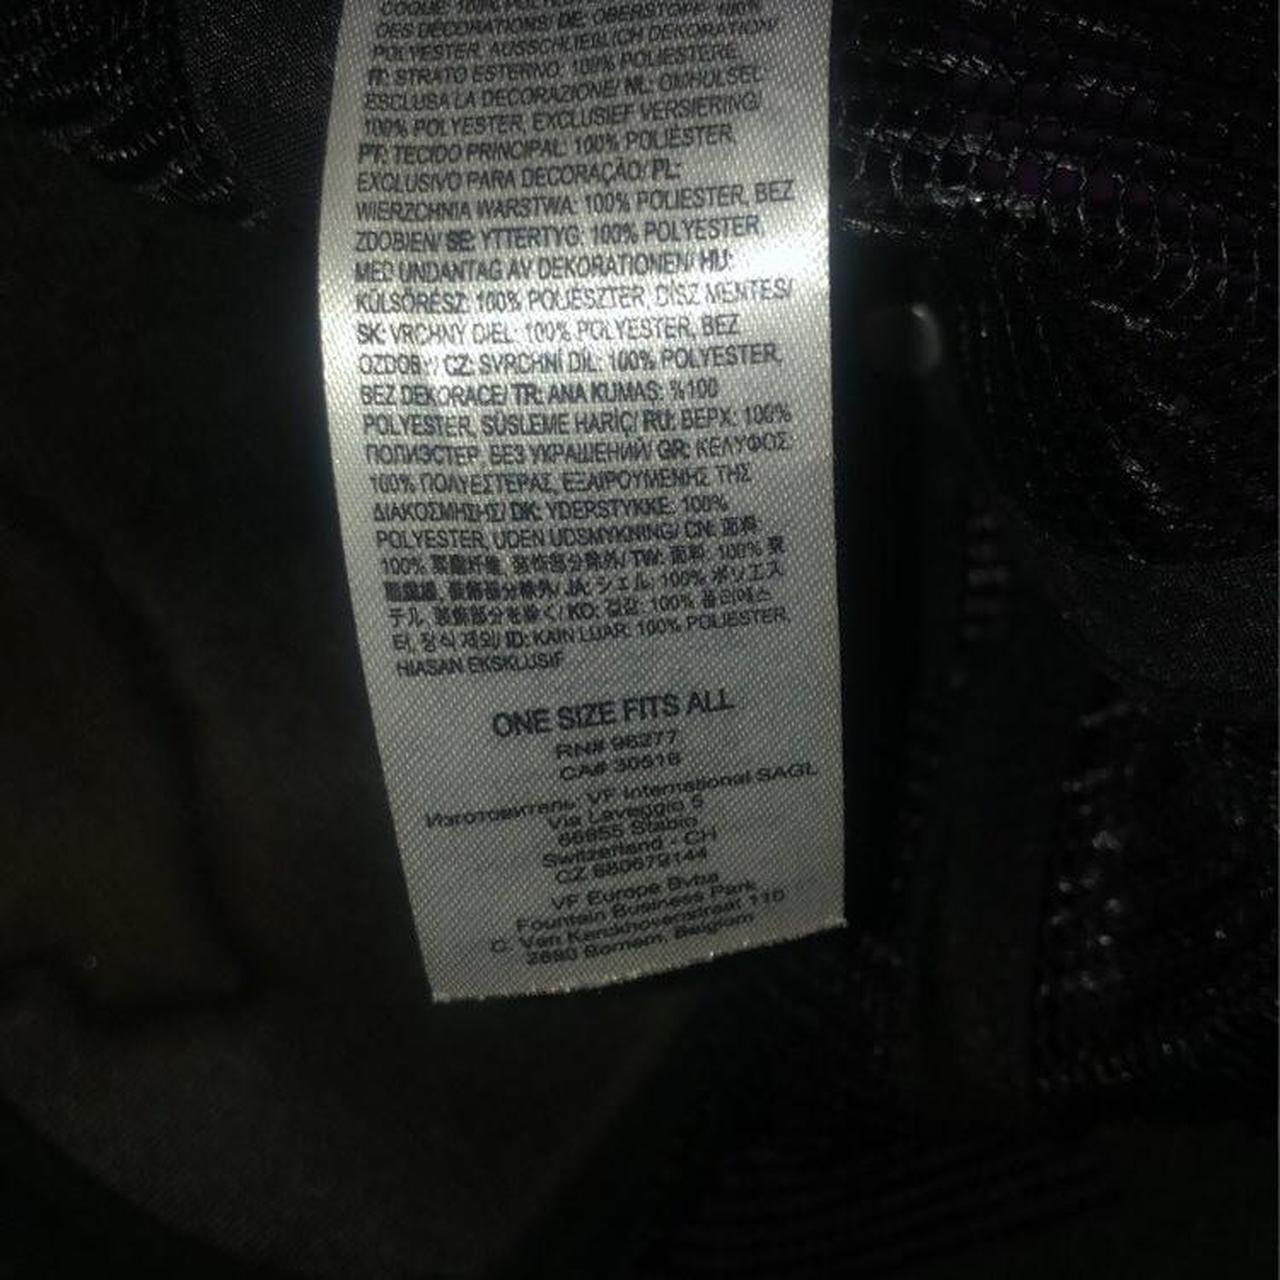 COQUE: 100%
DES DÉCORATIONS/ DE: OBERSTOFF: 100%
POLYESTER, AUSSCHLIEßLICH DEKORATION/
IT: STRATO ESTERNO: 100% POLIESTERE,
ESCLUSA LA DECORAZIONE/ NL: OMHULSEL:
100% POLYESTER, EXCLUSIEF VERSIERING/
PT: TECIDO PRINCIPAL: 100% POLIÉSTER,
EXCLUSIVO PARA DECORAÇÃO/ PL:
WIERZCHNIA WARSTWA: 100% POLIESTER, BEZ
ZDOBIEŃ/ SE: YTTERTYG: 100% POLYESTER,
MED UNDANTAG AV DEKORATIONEN/ HU:
KÜLSŐRÉSZ: 100% POLIÉSZTER, DÍSZ MENTES/
SK: VRCHNÝ DIEL: 100% POLYESTER, BEZ
OZDOBY/ CZ: SVRCHNÍ DÍL: 100% POLYESTER,
BEZ DEKORACE/ TR: ANA KUMAS: %100
POLYESTER, SÜSLEME HARİÇ/ RU: ВЕРХ: 100%
ПОЛИЭСТЕР, БЕЗ УКРАШЕНИЙ/ GR: ΚΕΛΥΦΟΣ:
100% ΠΟΛΥΕΣΤΕΡΑΣ, ΕΞΑΙΡΟΥΜΕΝΗΣ ΤΗΣ
ΔΙΑΚΟΣΜΗΣΗΣ/ DK: YDERSTYKKE: 100%
POLYESTER, UDEN UDSMYKNING/ CN: 面料:
100% 聚酯纤维, 装饰部分除外/ TW: 面料: 100% 聚
酯纖維, 裝飾部分除外/ JA: シェル: 100% ポリエス
テル, 装飾部分を除く/ KO: 겉감: 100% 폴리에스
터, 장식 제외/ ID: KAIN LUAR: 100% POLIESTER,
HIASAN EKSKLUSIF
ONE SIZE FITS ALL
RN# 96277
CA# 30518
Изготовитель: VF International SAGL
Via Laveggio 5
66855 Stabio
Switzerland - CH
CZ 680679144
VF Europe Bvba
Fountain Business Park
C. Van Kerckhovenstraat 110
2880 Bornem, Belgium